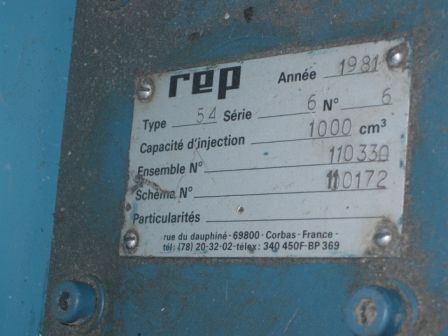 rep Année 1981
Type 54 Série 6 N° 6
Capacité d'injection 1000 cm³
Ensemble N° 110330
Schéma N° 110172
Particularités
rue du dauphiné - 69800 - Corbas - France -
tél: (78) 20-32-02-télex: 340 450F-BP 369